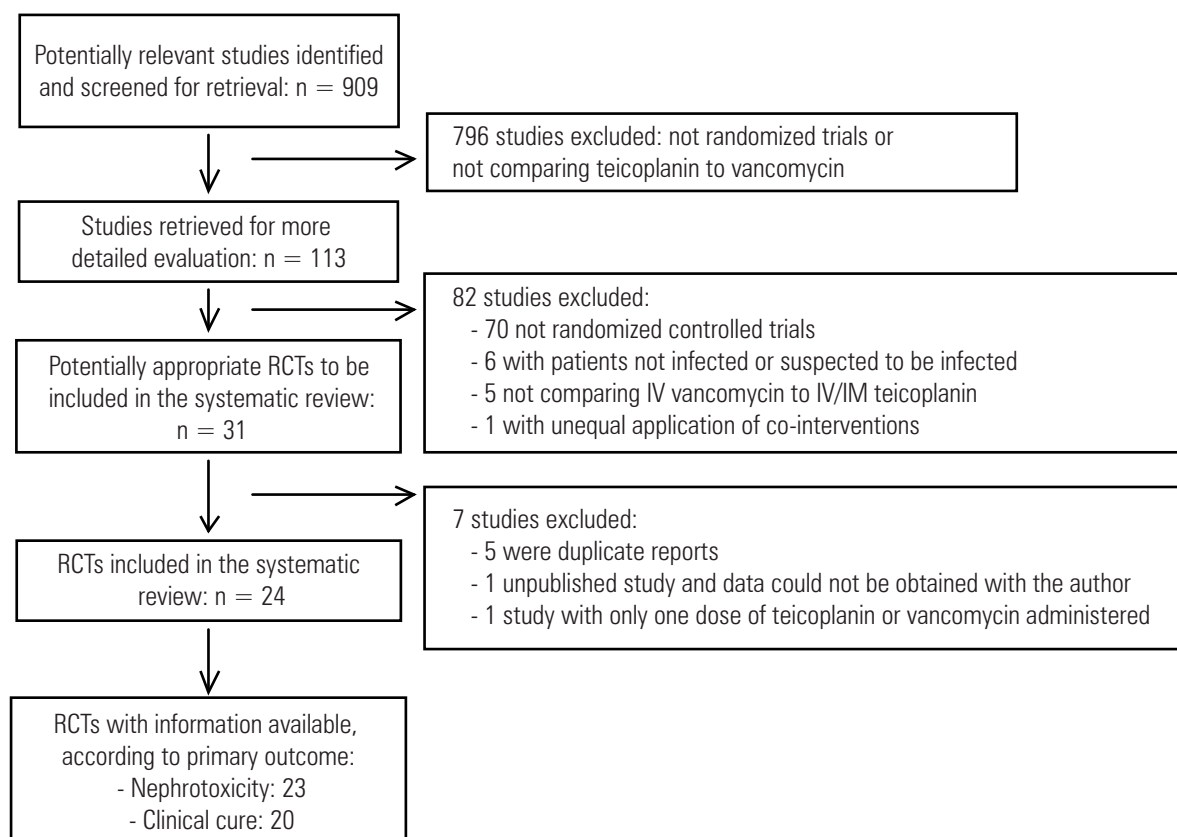 Potentially relevant studies identified
and screened for retrieval: n = 909
796 studies excluded: not randomized trials or
not comparing teicoplanin to vancomycin
Studies retrieved for more
detailed evaluation: n = 113
82 studies excluded:
- 70 not randomized controlled trials
- 6 with patients not infected or suspected to be infected
- 5 not comparing IV vancomycin to IV/IM teicoplanin
- 1 with unequal application of co-interventions
Potentially appropriate RCTs to be
included in the systematic review:
n = 31
7 studies excluded:
- 5 were duplicate reports
- 1 unpublished study and data could not be obtained with the author
- 1 study with only one dose of teicoplanin or vancomycin administered
RCTs included in the systematic
review: n = 24
RCTs with information available,
according to primary outcome:
- Nephrotoxicity: 23
- Clinical cure: 20